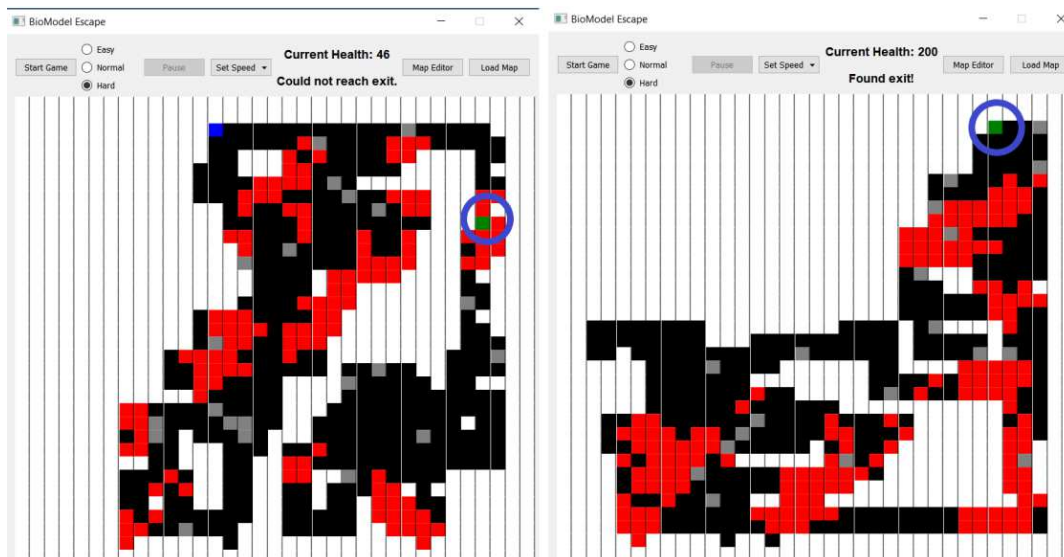 BioModel Escape
Easy
Current Health: 46
Start Game Normal Pause Set Speed Map Editor Load Map
Could not reach exit.
Hard
BioModel Escape
Easy
Current Health: 200
Start Game Normal Pause Set Speed Map Editor Load Map
Found exit!
Hard